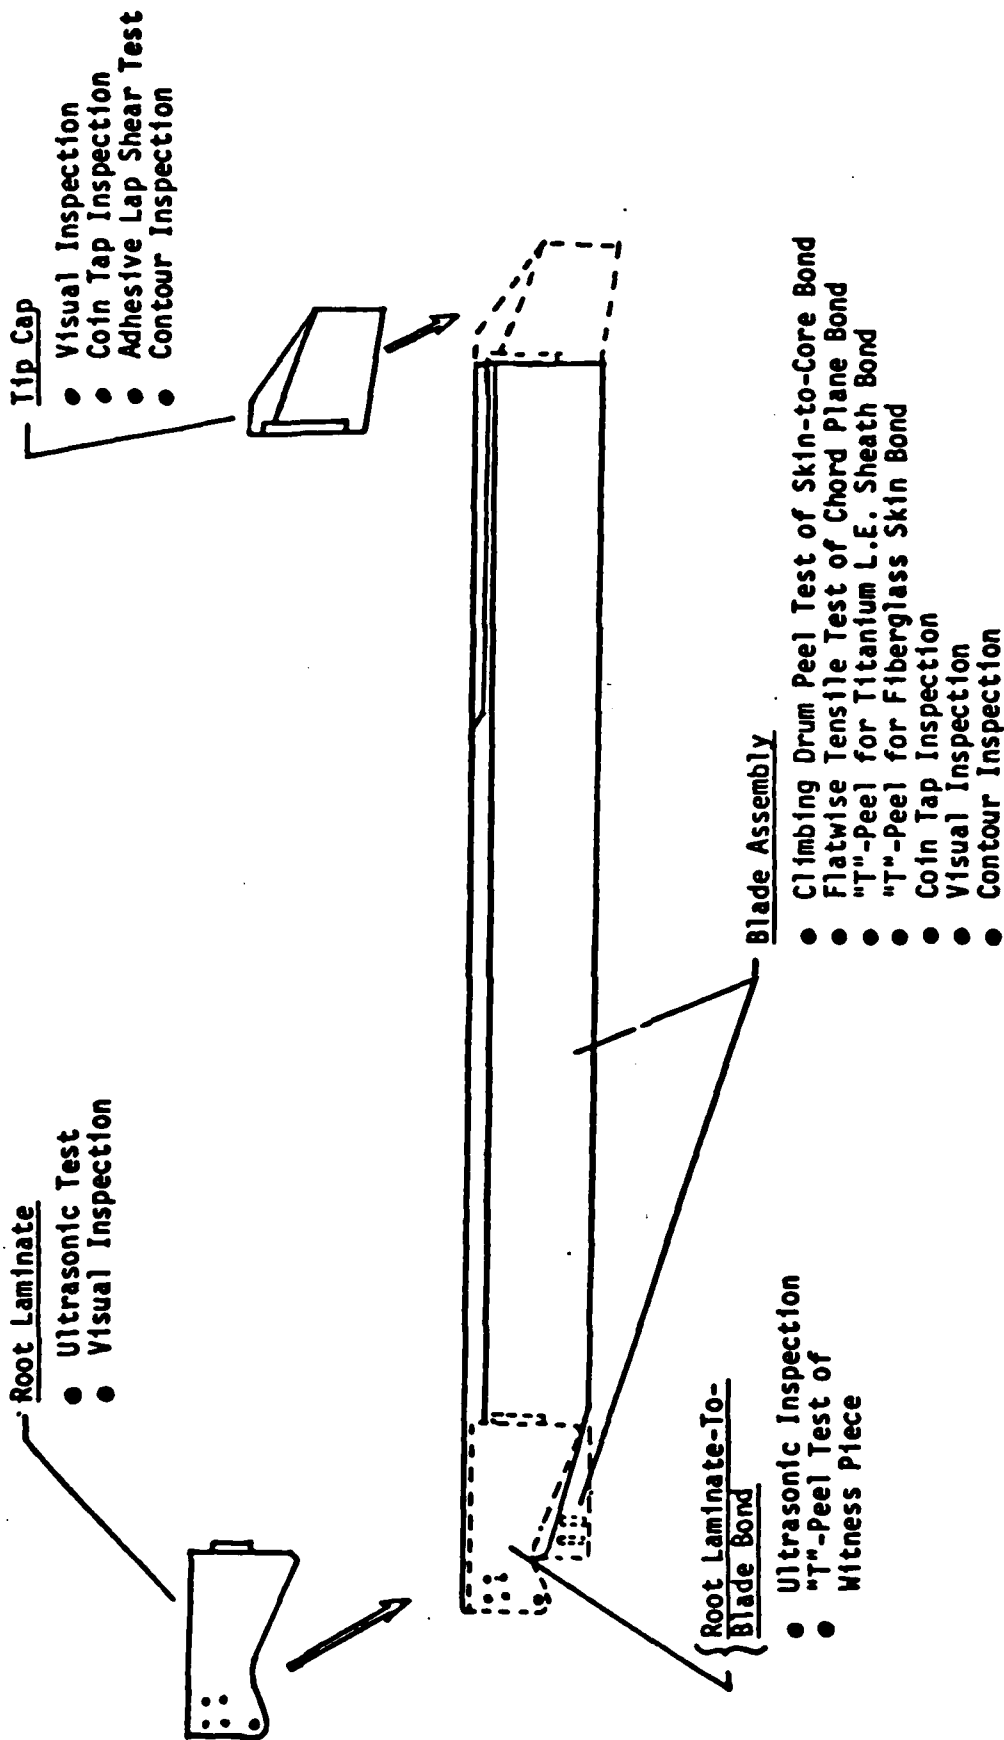 Root Laminate
● Ultrasonic Test
● Visual Inspection
Tip Cap
● Visual Inspection
● Coin Tap Inspection
● Adhesive Lap Shear Test
● Contour Inspection
{Root Laminate-To-
Blade Bond
● Ultrasonic Inspection
● "T"-Peel Test of
Witness Piece
Blade Assembly
● Climbing Drum Peel Test of Skin-to-Core Bond
● Flatwise Tensile Test of Chord Plane Bond
● "T"-Peel for Titanium L.E. Sheath Bond
● "T"-Peel for Fiberglass Skin Bond
● Coin Tap Inspection
● Visual Inspection
● Contour Inspection